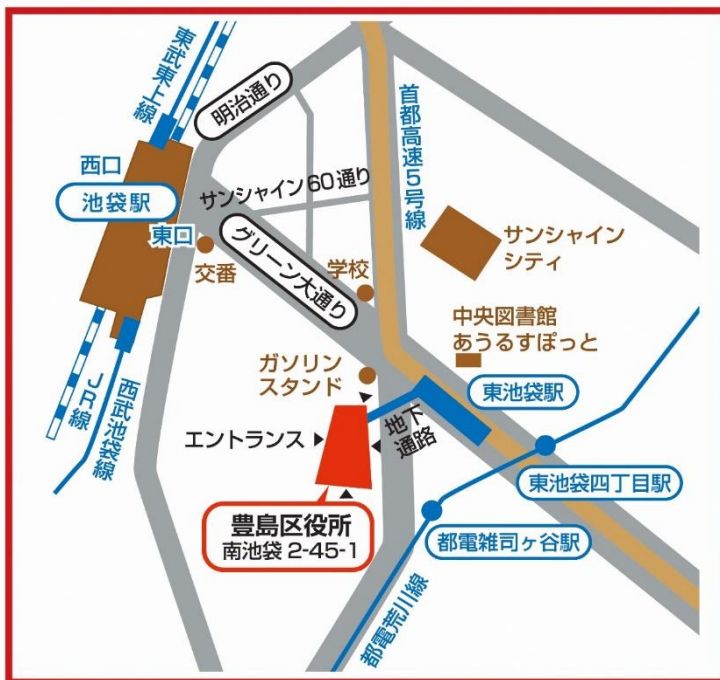 東武東上線
明治通り
首都高速5号線
西口
池袋駅
東口
サンシャイン60通り
交番
グリーン大通り
学校
サンシャイン
シティ
中央図書館
あうるすぽっと
ガソリン
スタンド
東池袋駅
JR線
西武池袋線
エントランス
地下
通路
東池袋四丁目駅
豊島区役所
南池袋 2-45-1
都電雑司ヶ谷駅
都電荒川線